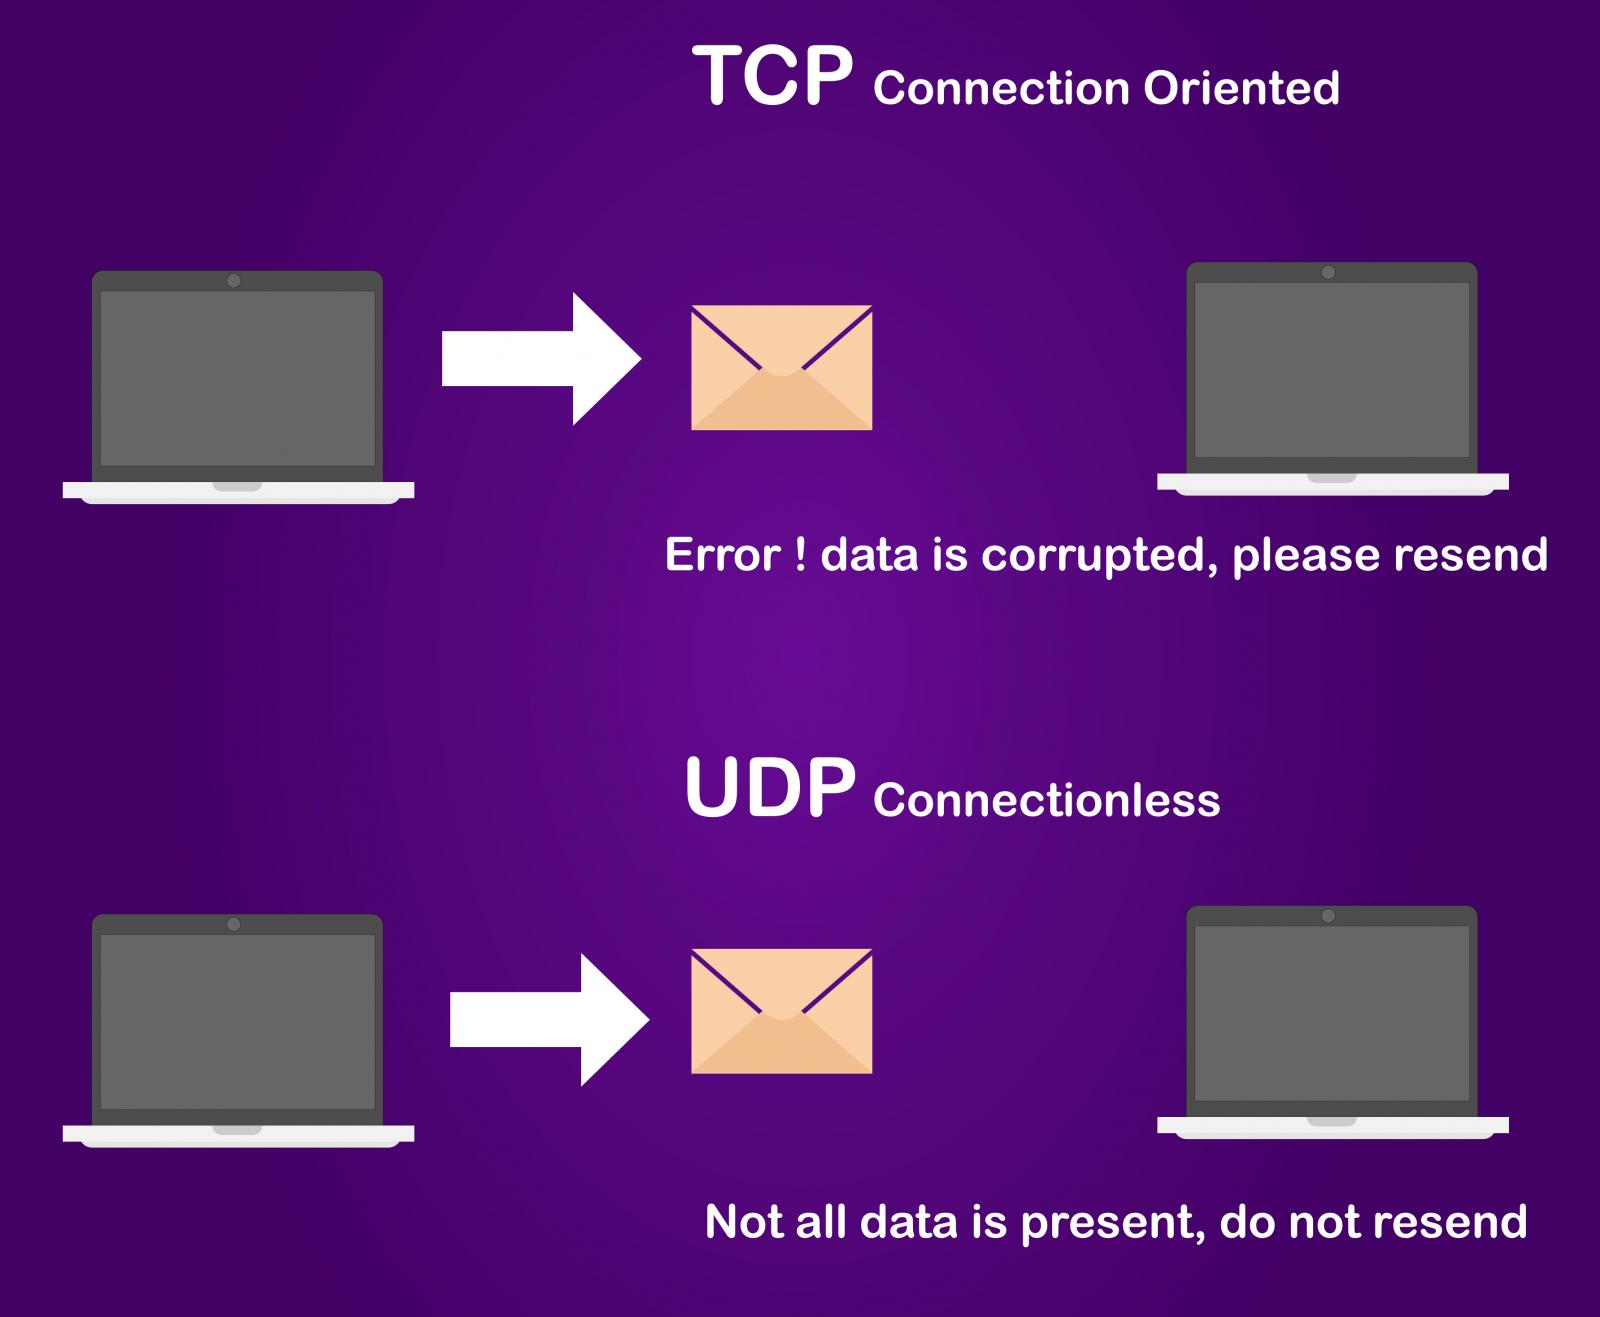 TCP Connection Oriented
Error ! data is corrupted, please resend
UDP Connectionless
Not all data is present, do not resend